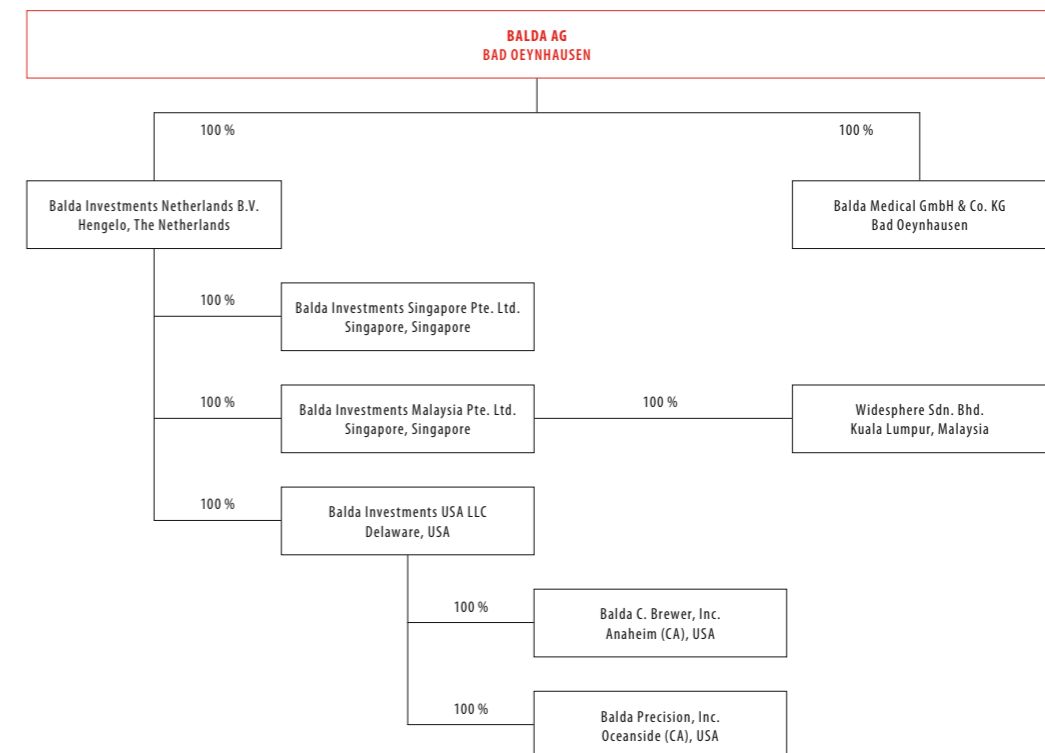 BALDA AG
BAD OEYNHAUSEN
100 %
100 %
Balda Investments Netherlands B.V.
Hengelo, The Netherlands
Balda Medical GmbH & Co. KG
Bad Oeynhausen
100 %
Balda Investments Singapore Pte. Ltd.
Singapore, Singapore
100 %
Balda Investments Malaysia Pte. Ltd.
Singapore, Singapore
100 %
Widesphere Sdn. Bhd.
Kuala Lumpur, Malaysia
100 %
Balda Investments USA LLC
Delaware, USA
100 %
Balda C. Brewer, Inc.
Anaheim (CA), USA
100 %
Balda Precision, Inc.
Oceanside (CA), USA